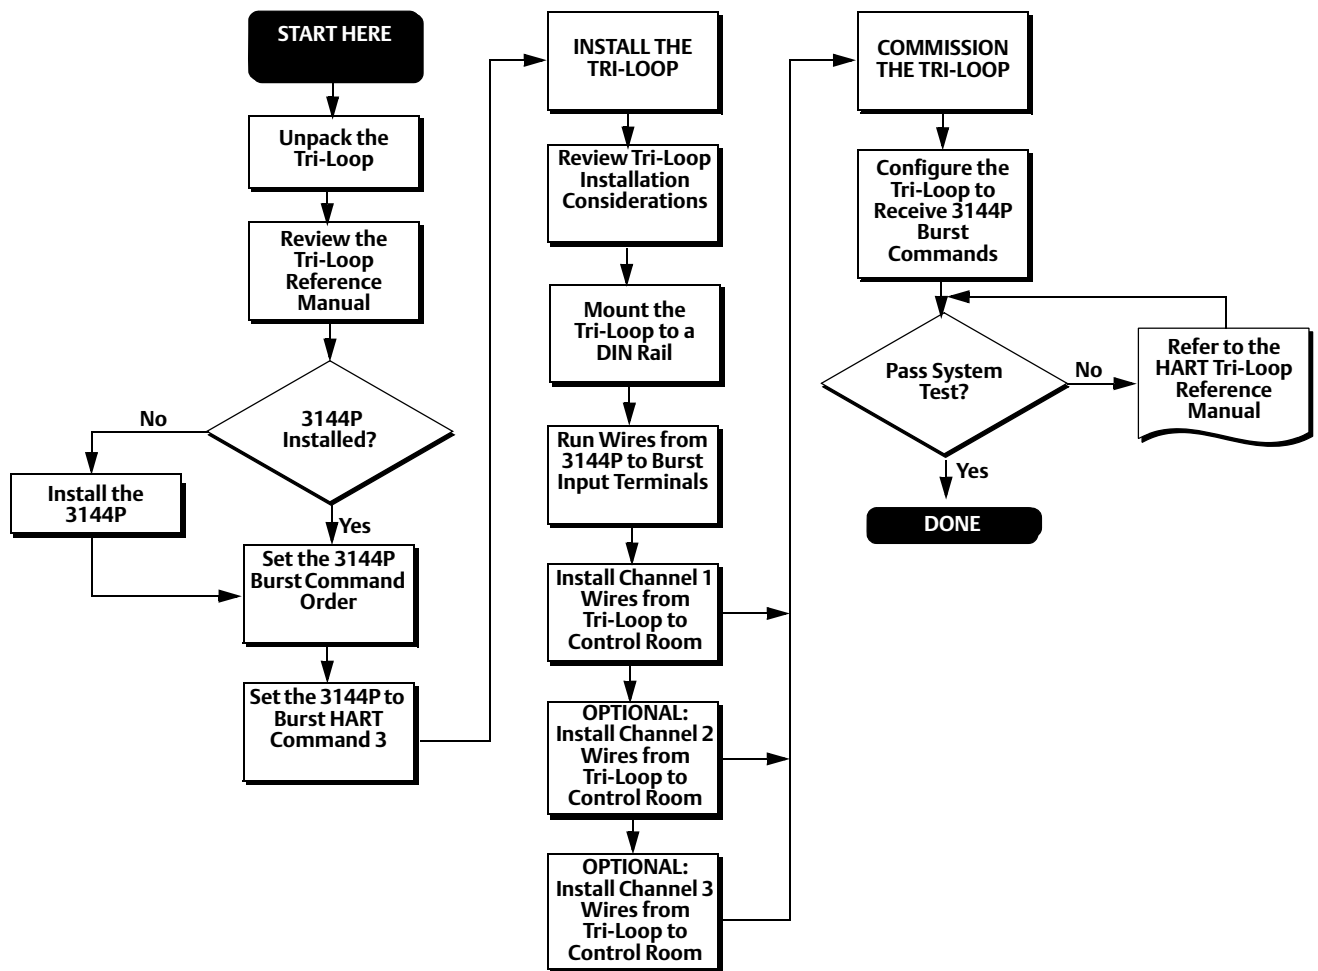 START HERE
Unpack the
Tri-Loop
Review the
Tri-Loop
Reference
Manual
3144P
Installed?
No
Install the
3144P
Yes
Set the 3144P
Burst Command
Order
Set the 3144P to
Burst HART
Command 3
INSTALL THE
TRI-LOOP
Review Tri-Loop
Installation
Considerations
Mount the
Tri-Loop to a
DIN Rail
Run Wires from
3144P to Burst
Input Terminals
Install Channel 1
Wires from
Tri-Loop to
Control Room
OPTIONAL:
Install Channel 2
Wires from
Tri-Loop to
Control Room
OPTIONAL:
Install Channel 3
Wires from
Tri-Loop to
Control Room
COMMISSION
THE TRI-LOOP
Configure the
Tri-Loop to
Receive 3144P
Burst
Commands
Pass System
Test?
No
Refer to the
HART Tri-Loop
Reference
Manual
Yes
DONE